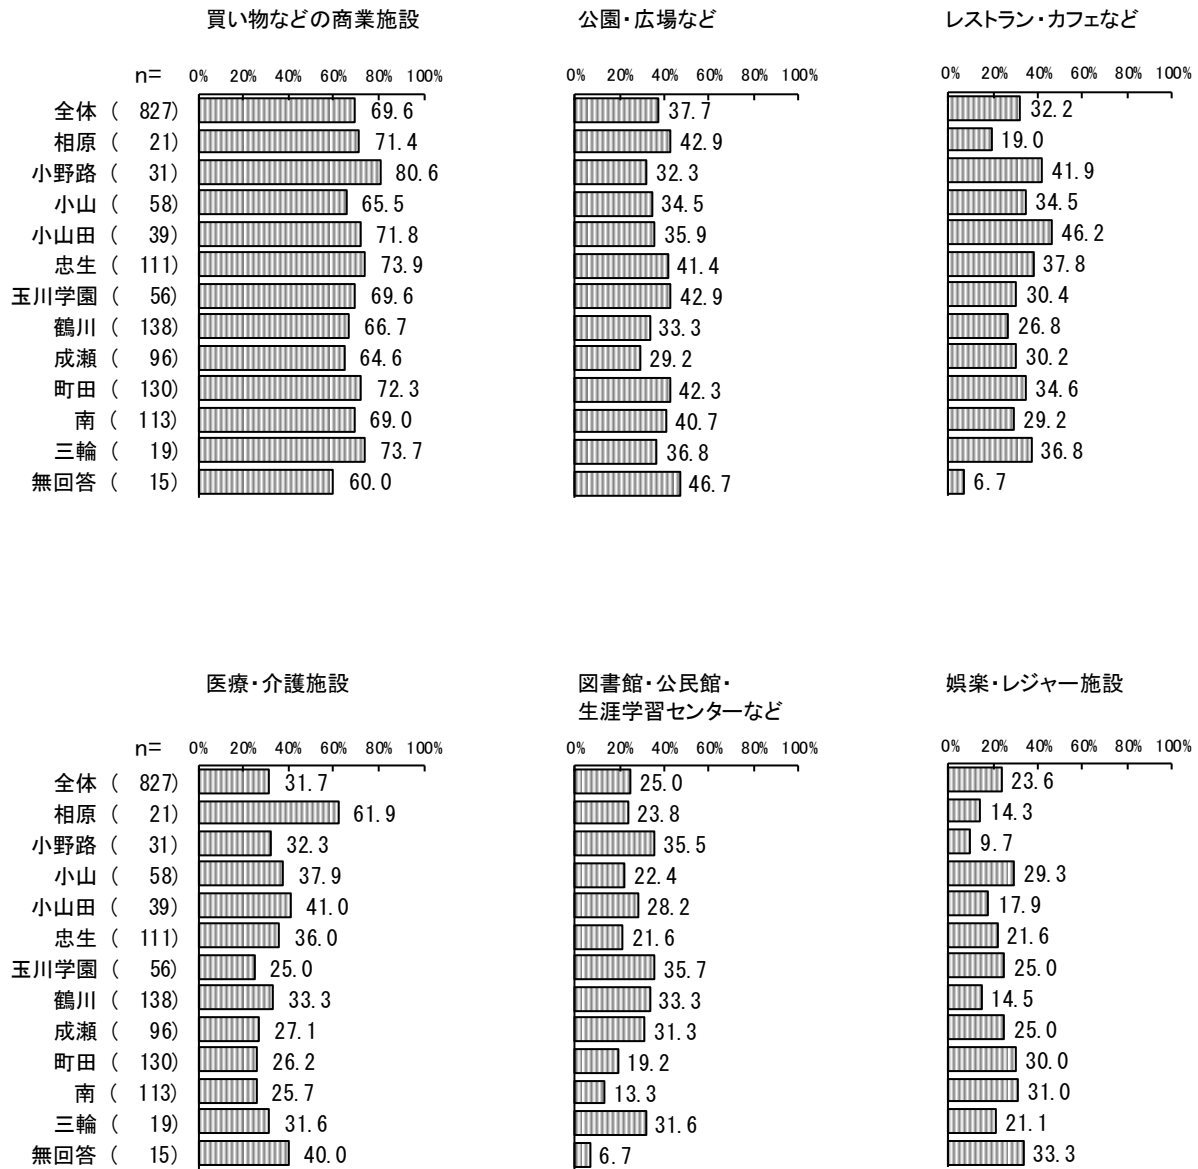 買い物などの商業施設 公園・広場など レストラン・カフェなど
n= 0% 20% 40% 60% 80% 100% 0% 20% 40% 60% 80% 100% 0% 20% 40% 60% 80% 100%
全体 ( 827) 69.6 37.7 32.2
相原 ( 21) 71.4 42.9 19.0
小野路 ( 31) 80.6 32.3 41.9
小山 ( 58) 65.5 34.5 34.5
小山田 ( 39) 71.8 35.9 46.2
忠生 ( 111) 73.9 41.4 37.8
玉川学園 ( 56) 69.6 42.9 30.4
鶴川 ( 138) 66.7 33.3 26.8
成瀬 ( 96) 64.6 29.2 30.2
町田 ( 130) 72.3 42.3 34.6
南 ( 113) 69.0 40.7 29.2
三輪 ( 19) 73.7 36.8 36.8
無回答 ( 15) 60.0 46.7 6.7
医療・介護施設 図書館・公民館・ 娯楽・レジャー施設
生涯学習センターなど
n= 0% 20% 40% 60% 80% 100% 0% 20% 40% 60% 80% 100% 0% 20% 40% 60% 80% 100%
全体 ( 827) 31.7 25.0 23.6
相原 ( 21) 61.9 23.8 14.3
小野路 ( 31) 32.3 35.5 9.7
小山 ( 58) 37.9 22.4 29.3
小山田 ( 39) 41.0 28.2 17.9
忠生 ( 111) 36.0 21.6 21.6
玉川学園 ( 56) 25.0 35.7 25.0
鶴川 ( 138) 33.3 33.3 14.5
成瀬 ( 96) 27.1 31.3 25.0
町田 ( 130) 26.2 19.2 30.0
南 ( 113) 25.7 13.3 31.0
三輪 ( 19) 31.6 31.6 21.1
無回答 ( 15) 40.0 6.7 33.3